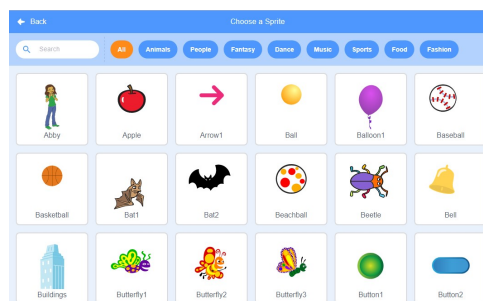 Back
Choose a Sprite
Search
All Animals People Fantasy Dance Music Sports Food Fashion
Abby Apple Arrow1 Ball Balloon1 Baseball
Basketball Bat1 Bat2 Beachball Beetle Bell
Buildings Butterfly1 Butterfly2 Butterfly3 Button1 Button2